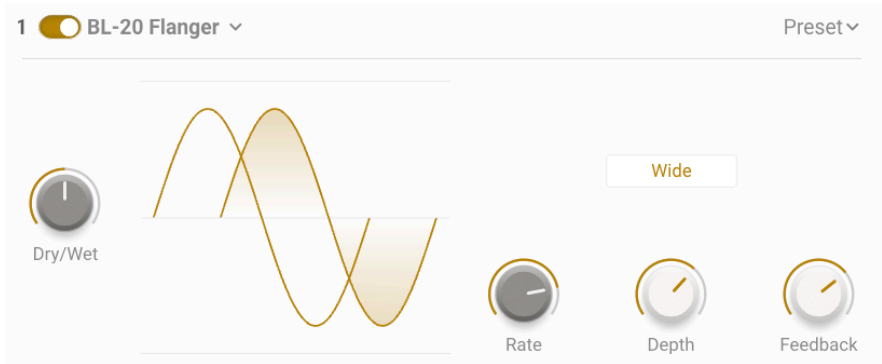 1 BL-20 Flanger Preset
Wide
Dry/Wet
Rate Depth Feedback